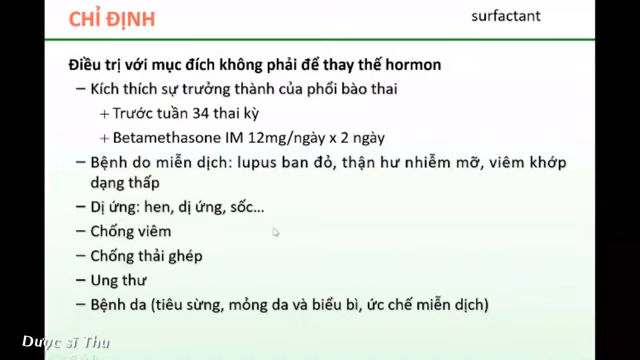 CHỈ ĐỊNH
surfactant
Điều trị với mục đích không phải để thay thế hormon
– Kích thích sự trưởng thành của phổi bào thai
+ Trước tuần 34 thai kỳ
+ Betamethasone IM 12mg/ngày x 2 ngày
– Bệnh do miễn dịch: lupus ban đỏ, thận hư nhiễm mỡ, viêm khớp
dạng thấp
– Dị ứng: hen, dị ứng, sốc...
– Chống viêm
– Chống thải ghép
– Ung thư
– Bệnh da (tiêu sừng, mỏng da và biểu bì, ức chế miễn dịch)
Dược sĩ Thu